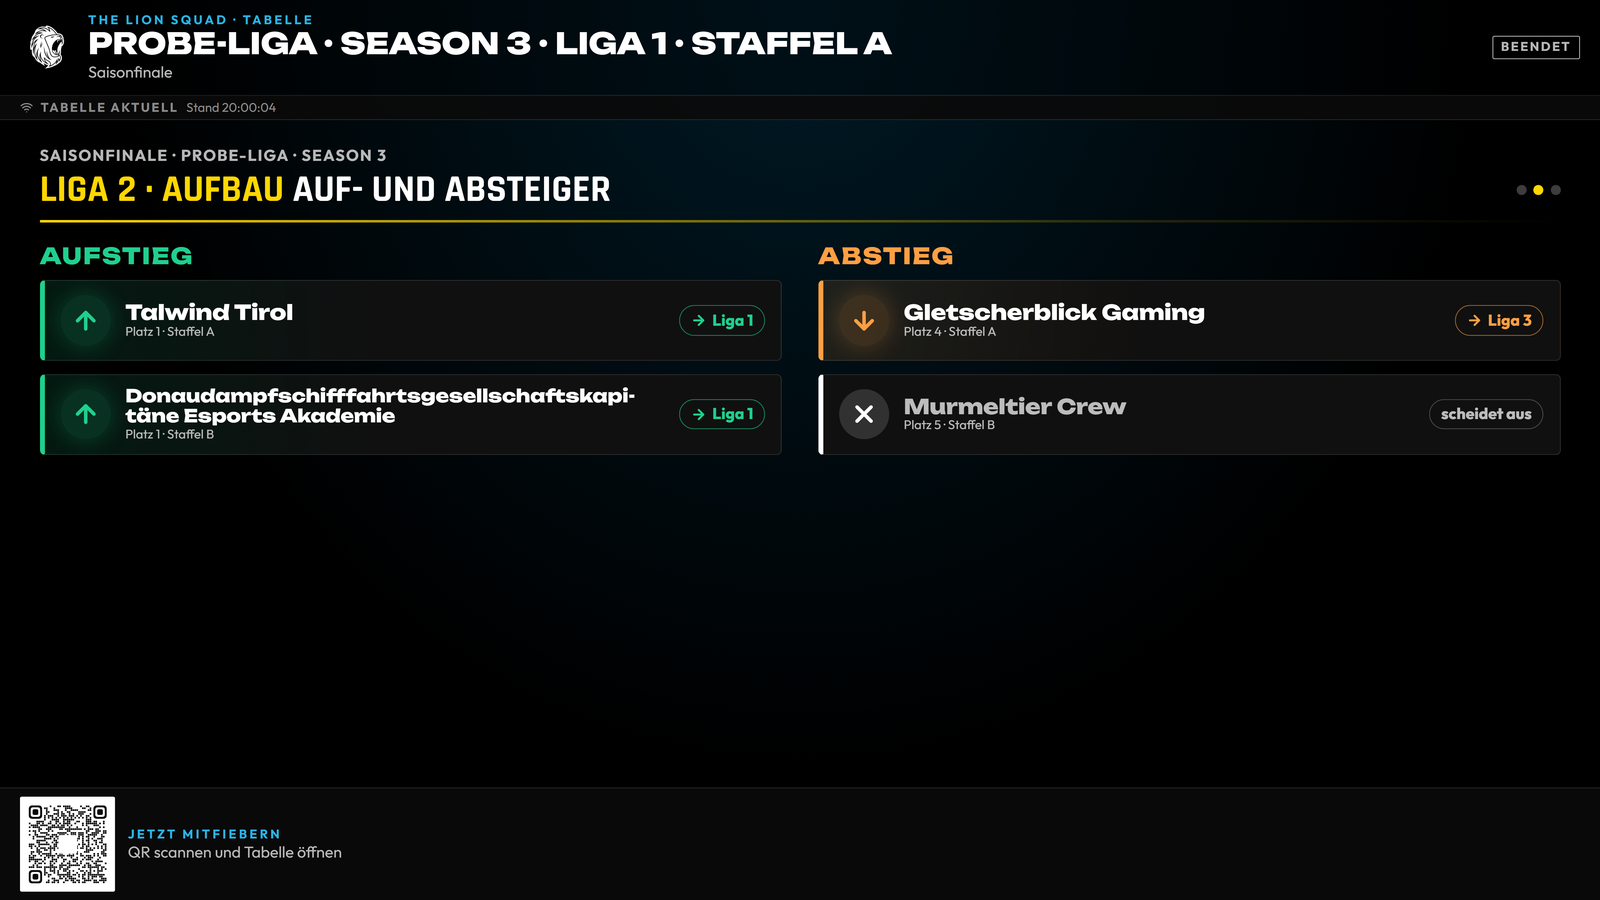 THE LION SQUAD · TABELLE
PROBE-LIGA · SEASON 3 · LIGA 1 · STAFFEL A
Saisonfinale
BEENDET
TABELLE AKTUELL Stand 20:00:04
SAISONFINALE · PROBE-LIGA · SEASON 3
LIGA 2 · AUFBAU AUF- UND ABSTEIGER
AUFSTIEG
Talwind Tirol
Platz 1 · Staffel A
→ Liga 1
Donaudampfschifffahrtsgesellschaftskapi-
täne Esports Akademie
Platz 1 · Staffel B
→ Liga 1
ABSTIEG
Gletscherblick Gaming
Platz 4 · Staffel A
→ Liga 3
Murmeltier Crew
Platz 5 · Staffel B
scheidet aus
JETZT MITFIEBERN
QR scannen und Tabelle öffnen